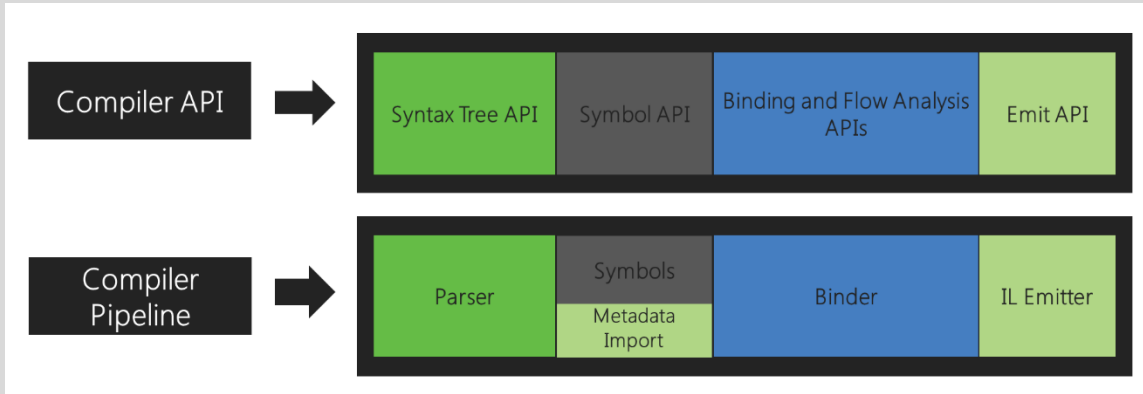 Compiler API
Syntax Tree API
Symbol API
Binding and Flow Analysis
APIs
Emit API
Compiler
Pipeline
Parser
Symbols
Metadata
Import
Binder
IL Emitter